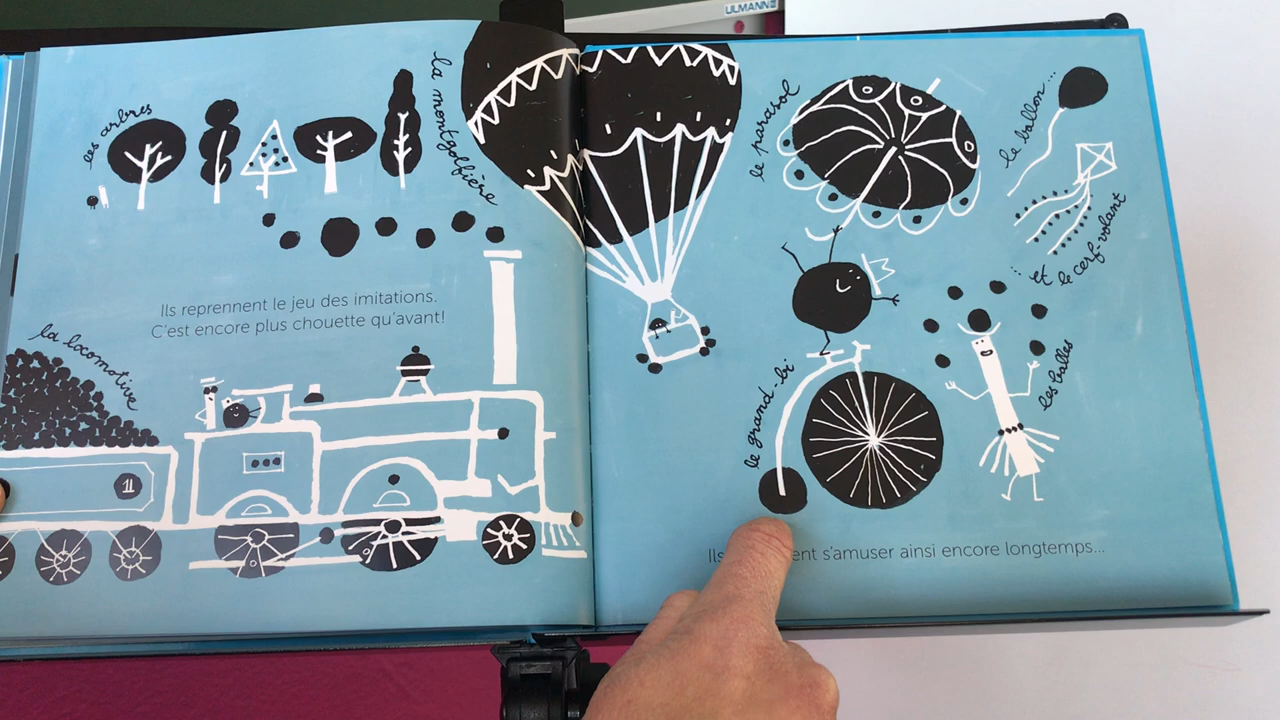 ULMANN
les arbres
la montgolfière
Ils reprennent le jeu des imitations.
C'est encore plus chouette qu'avant!
la locomotive
11
le parasol
le ballon...
... et le cerf-volant
le grand-bi
les balles
Ils s'amuser ainsi encore longtemps...